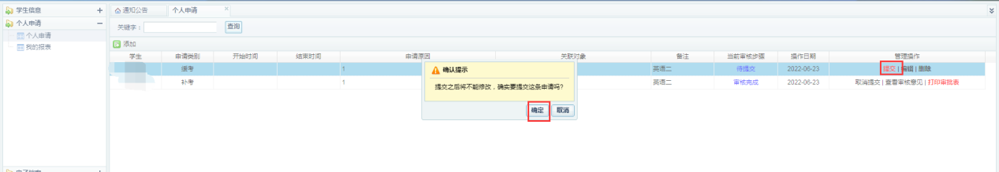 学生信息
个人申请
个人申请
我的报表
通知公告 个人申请
关键字： 查询
添加
学生 申请类别 开始时间 结束时间 申请原因 关联对象 备注 当前审核步骤 操作日期 管理操作
缓考 1 英语二 待提交 2022-06-23 提交 | 编辑 | 删除
补考 1 英语二 审核完成 2022-06-23 取消提交 | 查看审核意见 | 打印审批表
确认提示
提交之后将不能修改，确实要提交这条申请吗?
确定 取消